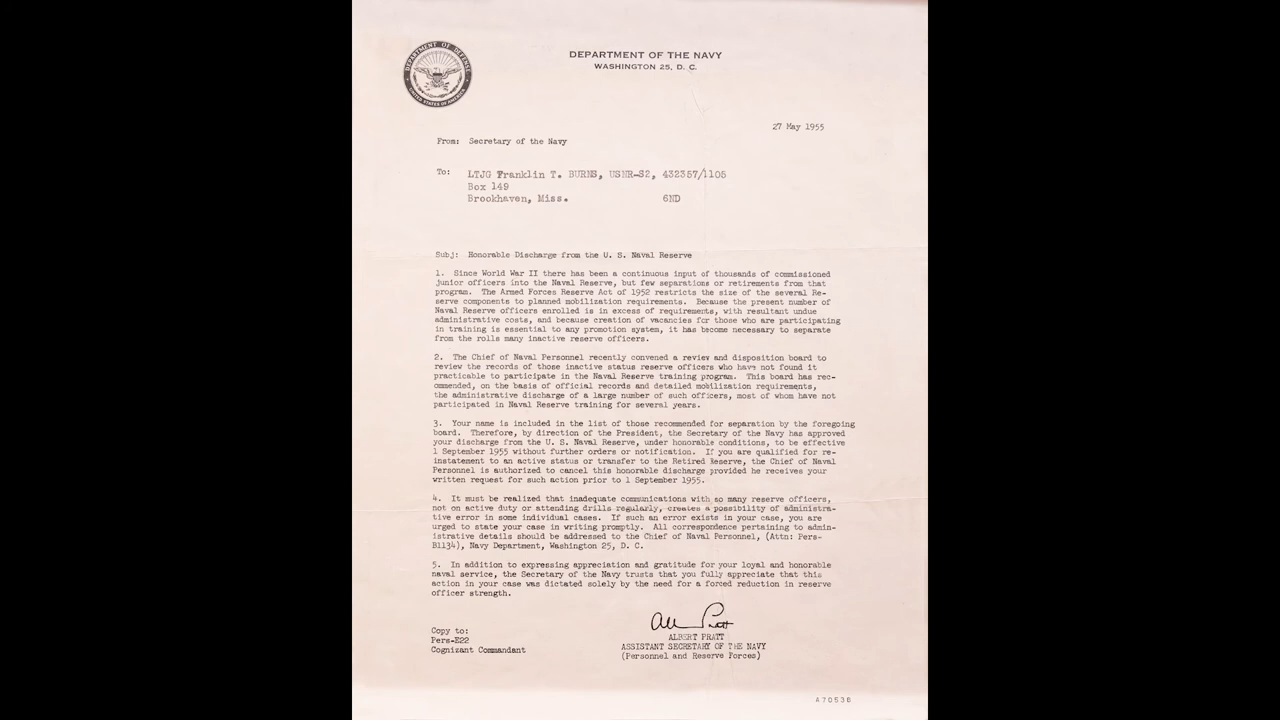 DEPARTMENT OF DEFENSE
UNITED STATES OF AMERICA
DEPARTMENT OF THE NAVY
WASHINGTON 25, D. C.
27 May 1955
From: Secretary of the Navy
To: LTJG Franklin T. BURNS, USNR-S2, 432357/1105
Box 149
Brookhaven, Miss. 6ND
Subj: Honorable Discharge from the U. S. Naval Reserve
1. Since World War II there has been a continuous input of thousands of commissioned
junior officers into the Naval Reserve, but few separations or retirements from that
program. The Armed Forces Reserve Act of 1952 restricts the size of the several Re-
serve components to planned mobilization requirements. Because the present number of
Naval Reserve officers enrolled is in excess of requirements, with resultant undue
administrative costs, and because creation of vacancies for those who are participating
in training is essential to any promotion system, it has become necessary to separate
from the rolls many inactive reserve officers.
2. The Chief of Naval Personnel recently convened a review and disposition board to
review the records of those inactive status reserve officers who have not found it
practicable to participate in the Naval Reserve training program. This board has rec-
ommended, on the basis of official records and detailed mobilization requirements,
the administrative discharge of a large number of such officers, most of whom have not
participated in Naval Reserve training for several years.
3. Your name is included in the list of those recommended for separation by the foregoing
board. Therefore, by direction of the President, the Secretary of the Navy has approved
your discharge from the U. S. Naval Reserve, under honorable conditions, to be effective
1 September 1955 without further orders or notification. If you are qualified for re-
instatement to an active status or transfer to the Retired Reserve, the Chief of Naval
Personnel is authorized to cancel this honorable discharge provided he receives your
written request for such action prior to 1 September 1955.
4. It must be realized that inadequate communications with so many reserve officers,
not on active duty or attending drills regularly, creates a possibility of administra-
tive error in some individual cases. If such an error exists in your case, you are
urged to state your case in writing promptly. All correspondence pertaining to admin-
istrative details should be addressed to the Chief of Naval Personnel, (Attn: Pers-
B1134), Navy Department, Washington 25, D. C.
5. In addition to expressing appreciation and gratitude for your loyal and honorable
naval service, the Secretary of the Navy trusts that you fully appreciate that this
action in your case was dictated solely by the need for a forced reduction in reserve
officer strength.
Copy to:
Pers-E22
Cognizant Commandant
ALBERT PRATT
ASSISTANT SECRETARY OF THE NAVY
(Personnel and Reserve Forces)
A70538